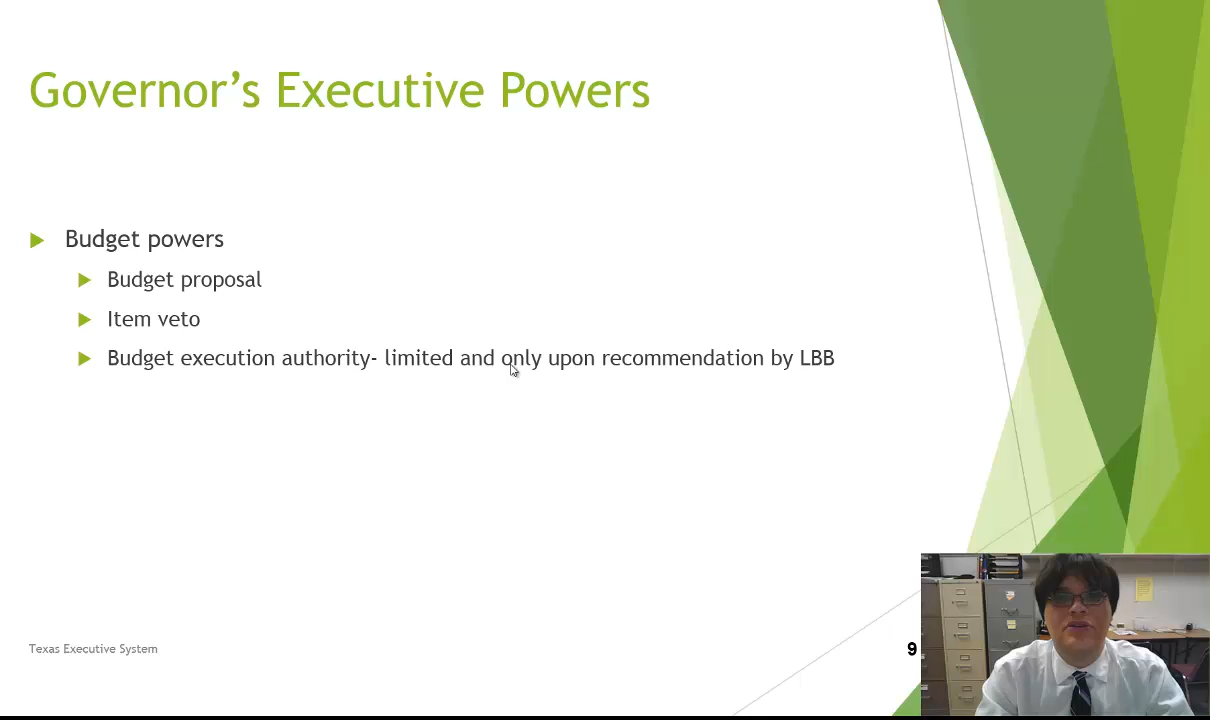 Governor’s Executive Powers
Budget powers
Budget proposal
Item veto
Budget execution authority- limited and only upon recommendation by LBB
Texas Executive System
9